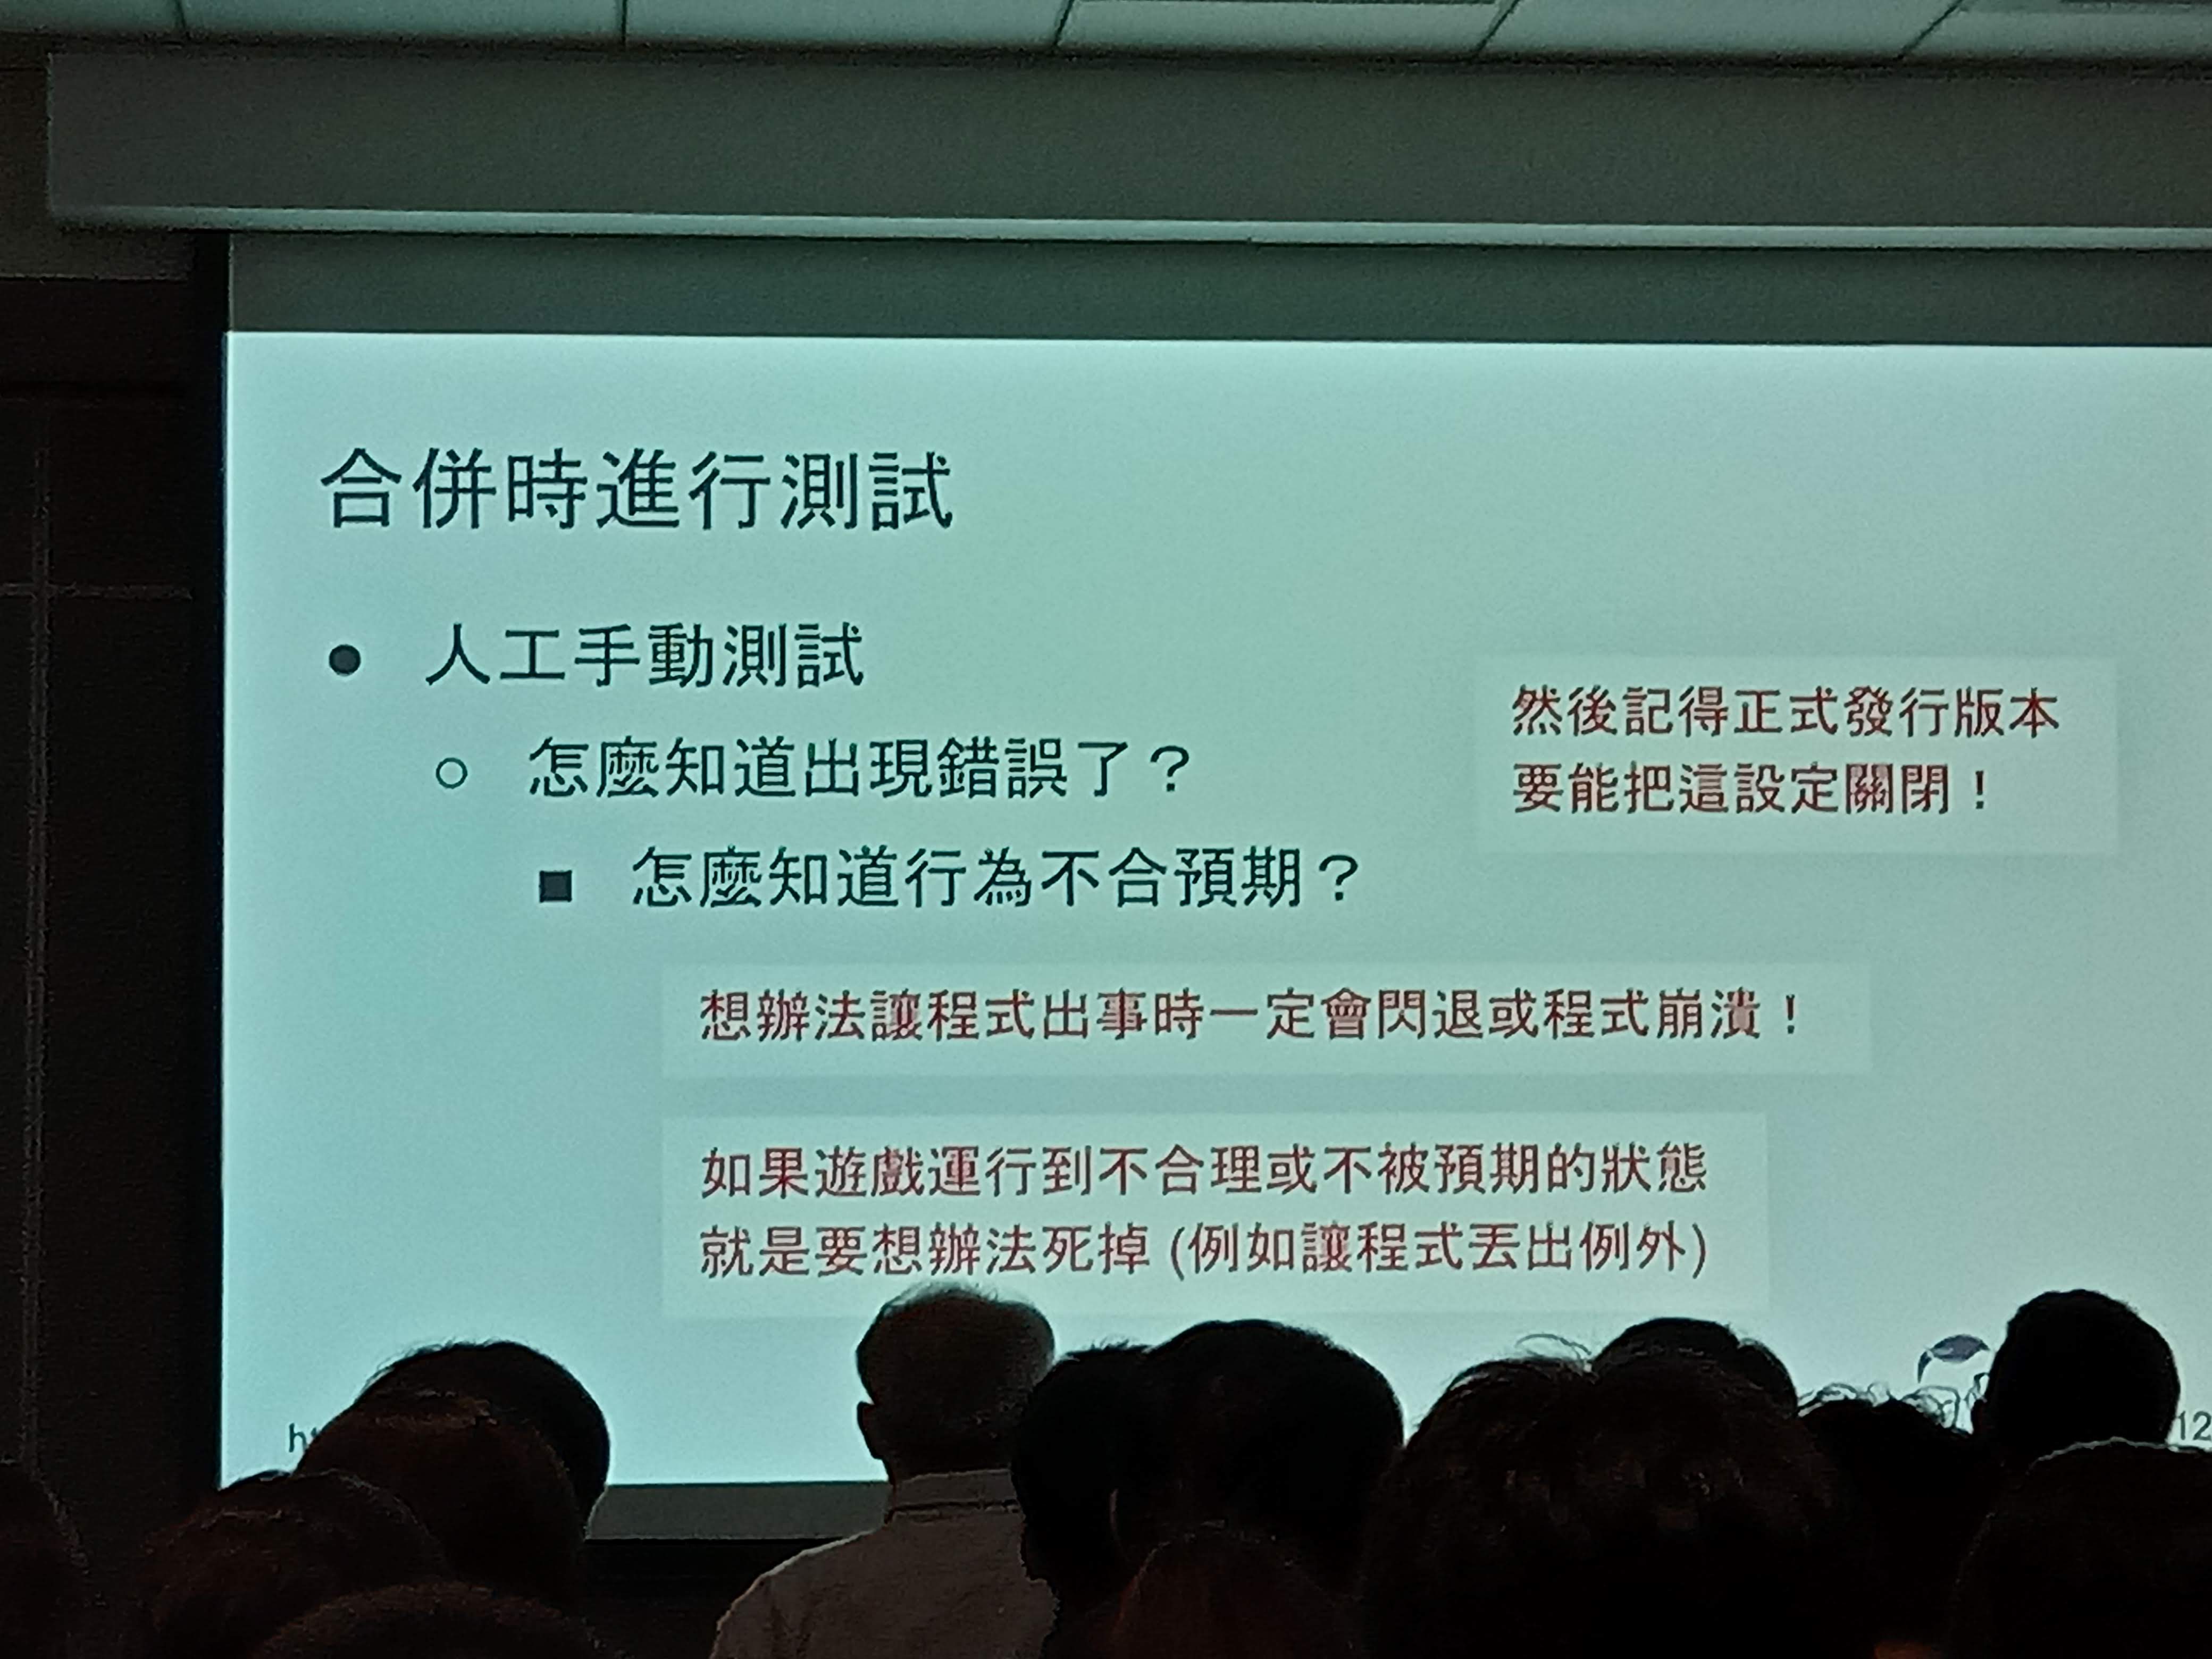 合併時進行測試
● 人工手動測試
○ 怎麼知道出現錯誤了？
■ 怎麼知道行為不合預期？
然後記得正式發行版本
要能把這設定關閉！
想辦法讓程式出事時一定會閃退或程式崩潰！
如果遊戲運行到不合理或不被預期的狀態
就是要想辦法死掉 (例如讓程式丟出例外)